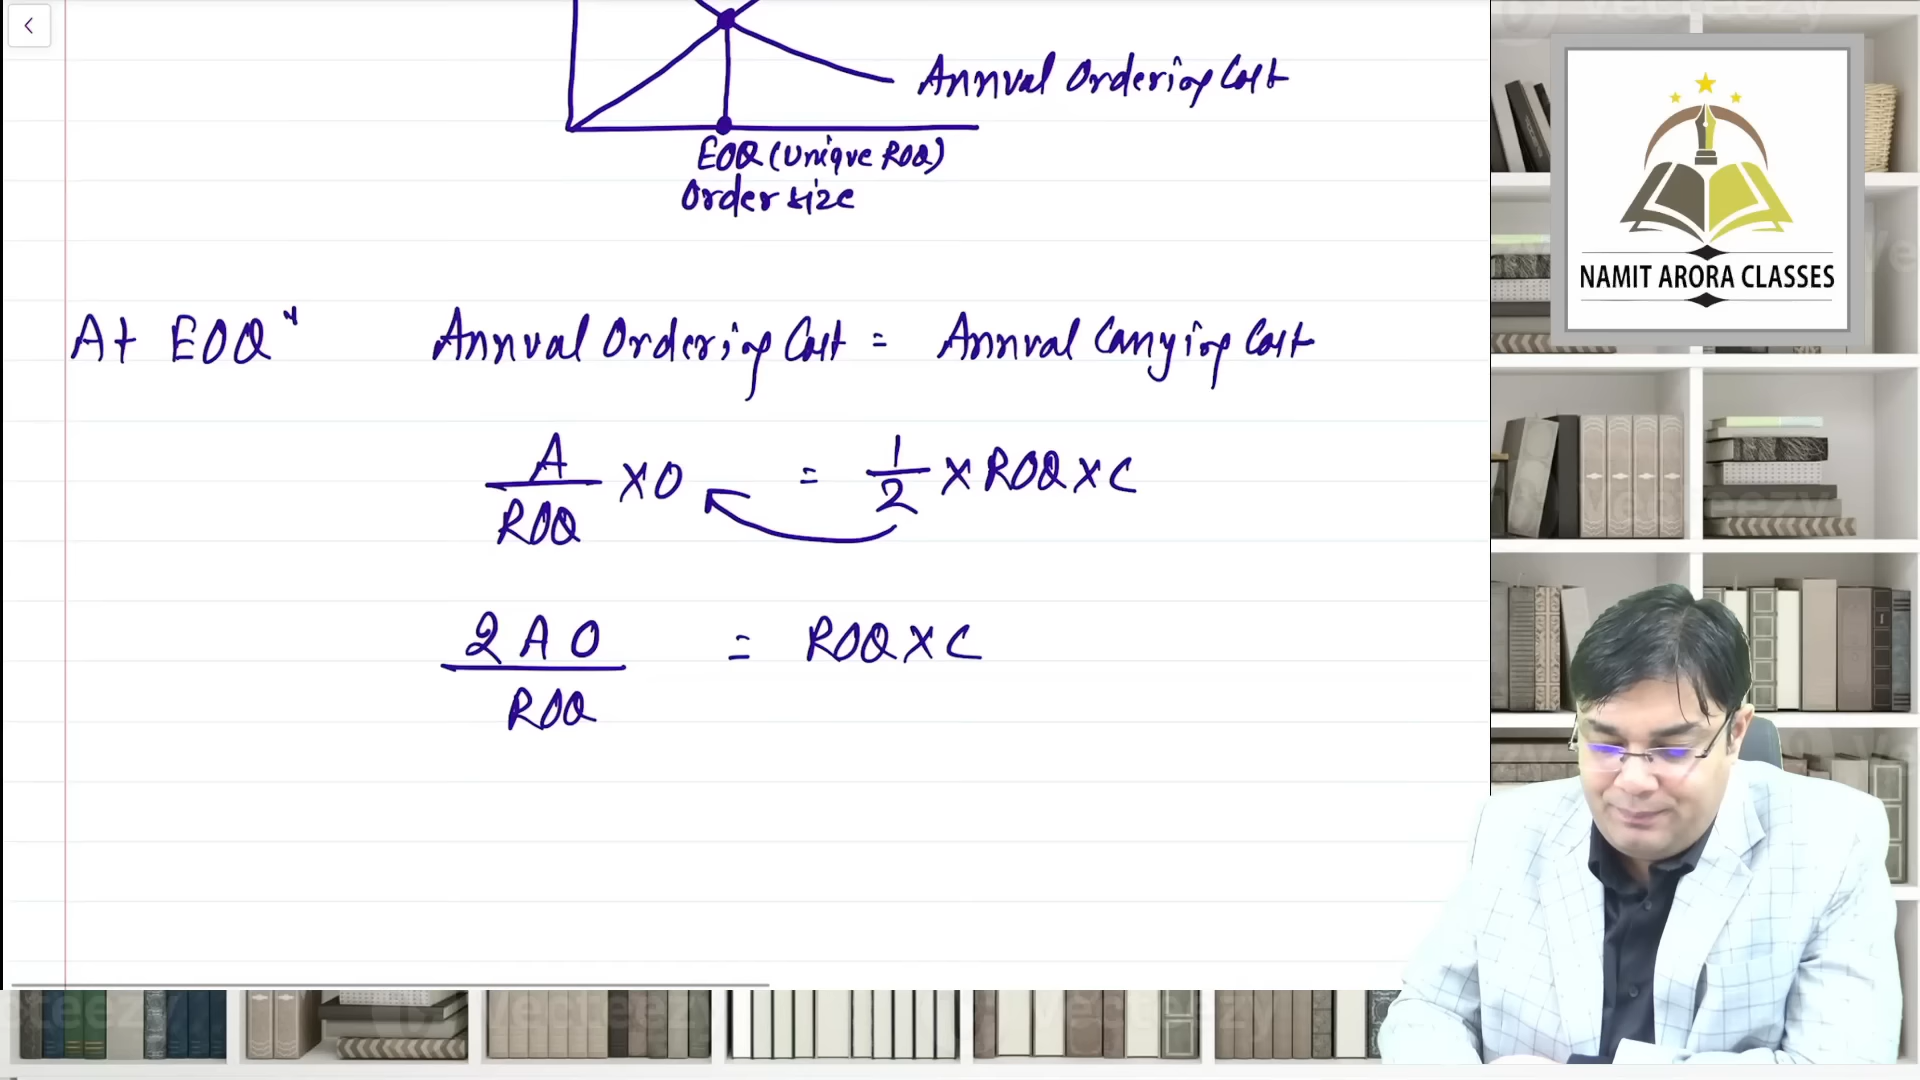 Annual Ordering Cost
EOQ (Unique ROQ)
Order size
NAMIT ARORA CLASSES
At EOQ" Annual Ordering Cost = Annual Carrying Cost
A/ROQ X O = 1/2 X ROQ X C
2 A O/ROQ = ROQ X C